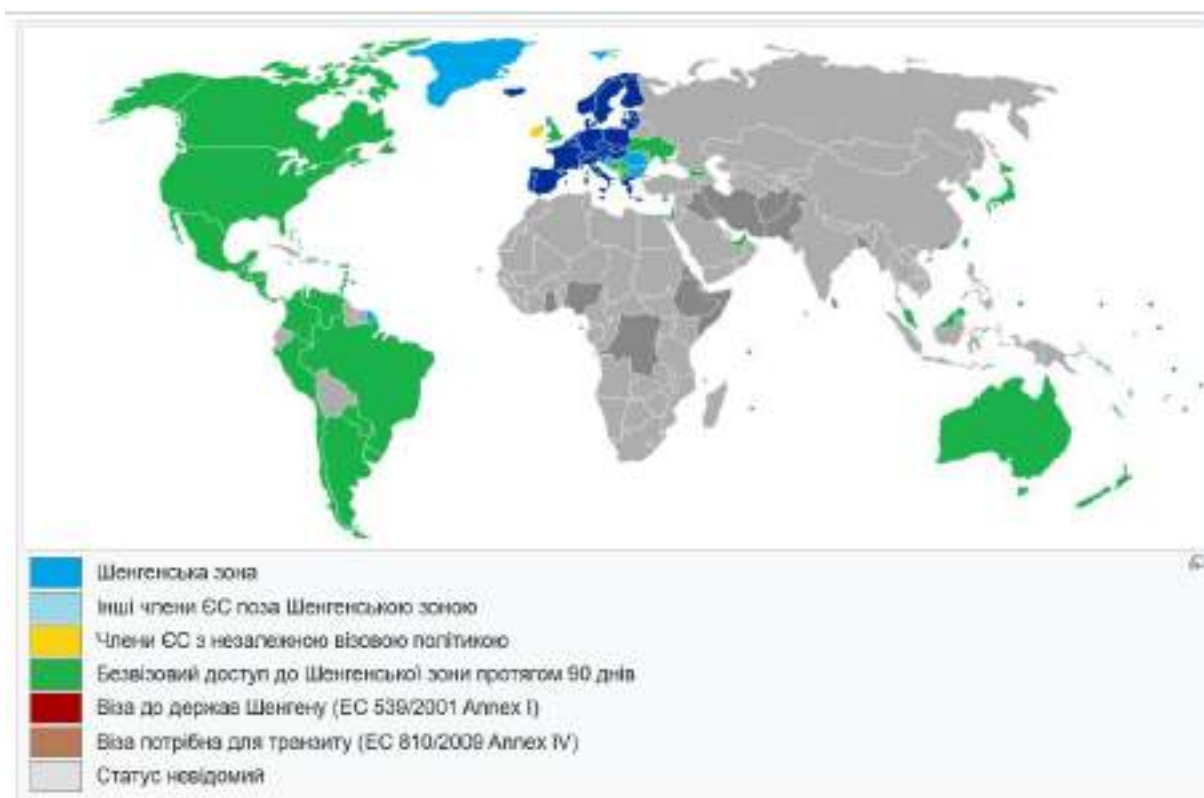 Шенгенська зона
Інші члени ЄС поза Шенгенською зоною
Члени ЄС з незалежною візовою політикою
Безвізовий доступ до Шенгенської зони протягом 90 днів
Віза до держав Шенгену (EC 539/2001 Annex I)
Віза потрібна для транзиту (EC 810/2009 Annex IV)
Статус невідомий